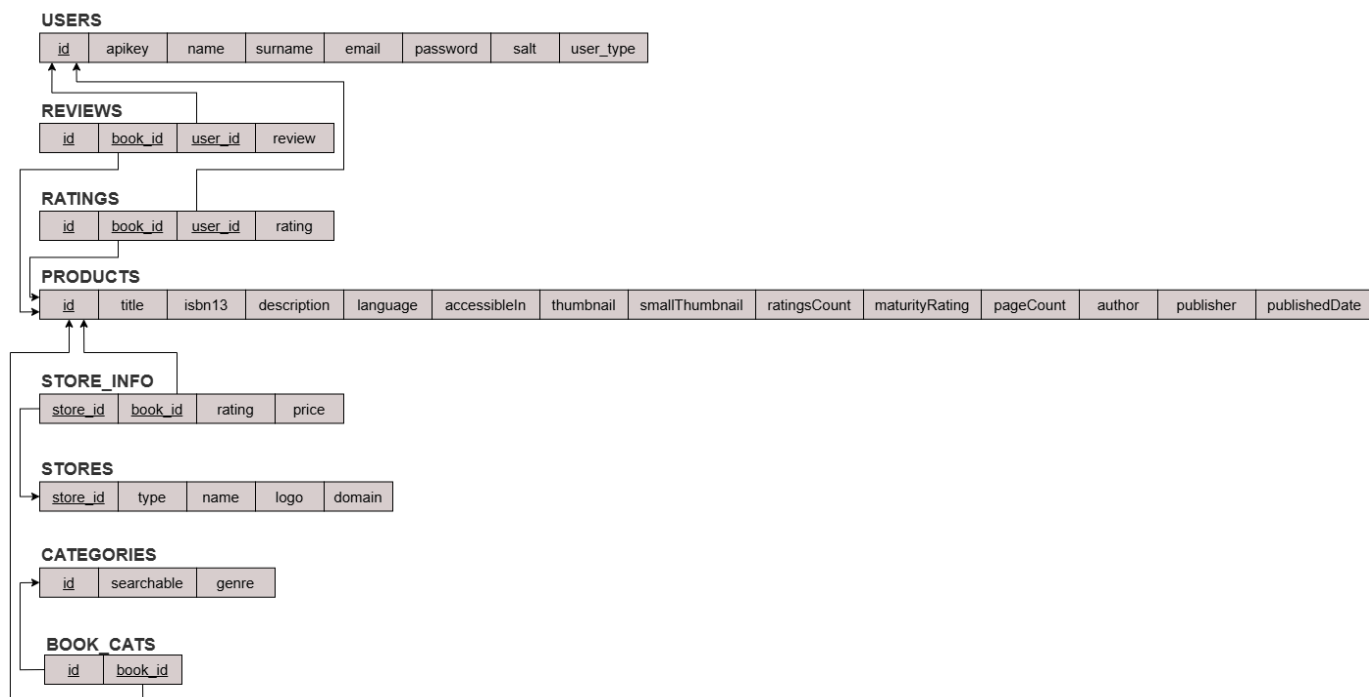 USERS
id apikey name surname email password salt user_type
REVIEWS
id book_id user_id review
RATINGS
id book_id user_id rating
PRODUCTS
id title isbn13 description language accessibleIn thumbnail smallThumbnail ratingsCount maturityRating pageCount author publisher publishedDate
STORE_INFO
store_id book_id rating price
STORES
store_id type name logo domain
CATEGORIES
id searchable genre
BOOK_CATS
id book_id